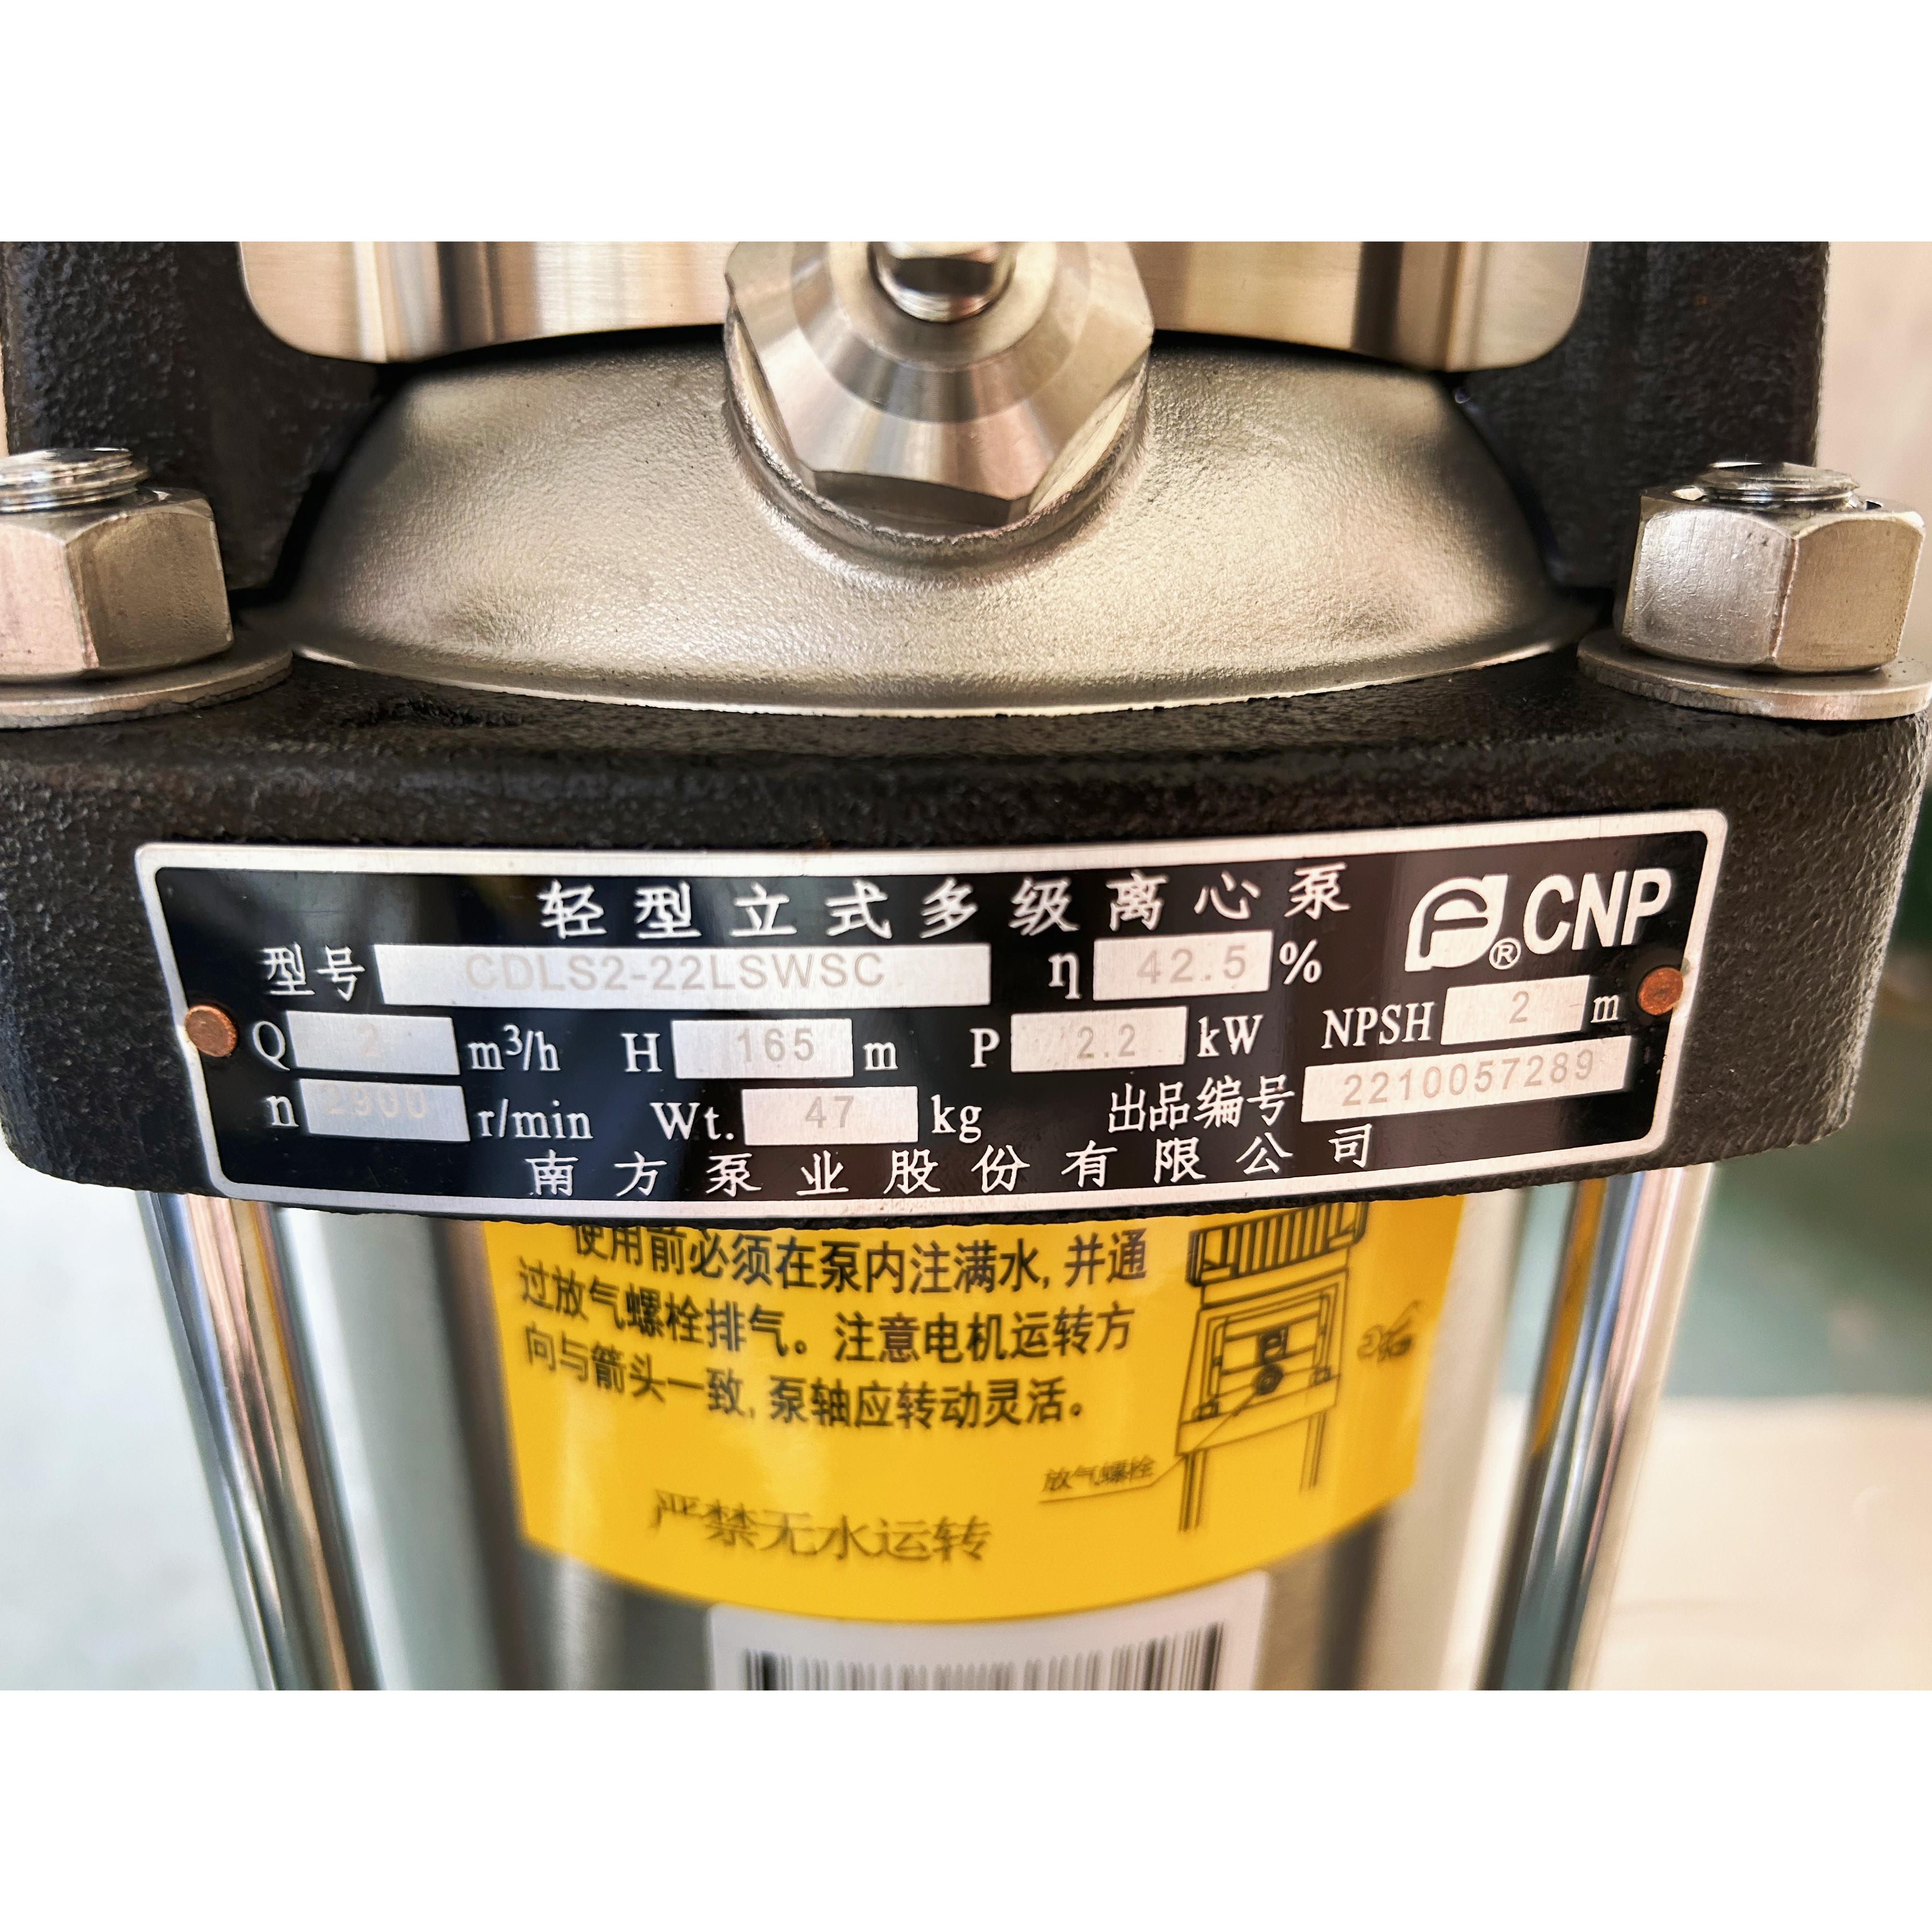 轻型立式多级离心泵
CNP
型号 CDLS2-22LSWSC η 42.5 %
Q 2 m³/h H 165 m P 2.2 kW NPSH 2 m
n 2900 r/min Wt. 47 kg 出品编号 2210057289
南方泵业股份有限公司
使用前必须在泵内注满水,并通
过放气螺栓排气。注意电机运转方
向与箭头一致,泵轴应转动灵活。
放气螺栓
严禁无水运转